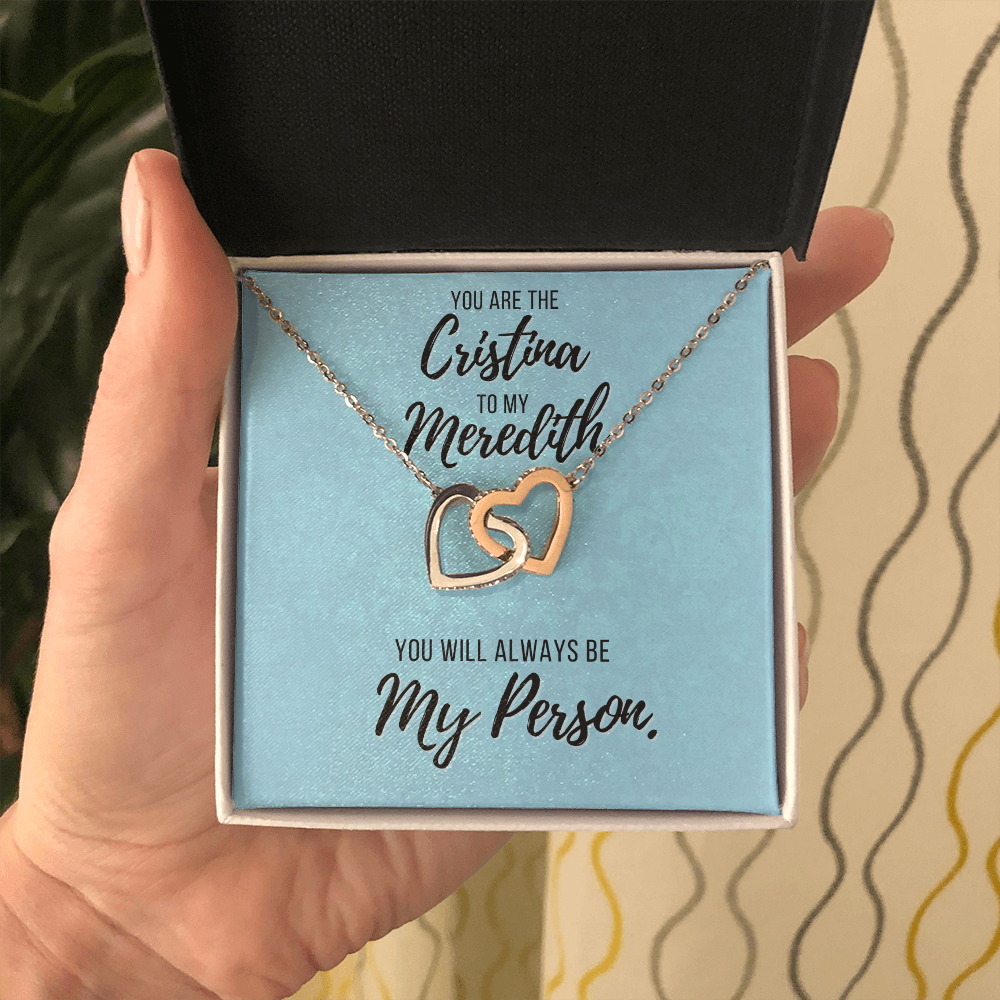 YOU ARE THE
Cristina
TO MY
Meredith
YOU WILL ALWAYS BE
My Person.